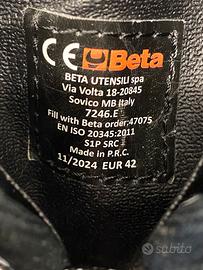 CE Beta
BETA UTENSILI spa
Via Volta 18-20845
Sovico MB Italy
7246.E
Fill with Beta order;47075
EN ISO 20345:2011
S1P SRC
Made in P.R.C.
11/2024 EUR 42
subito